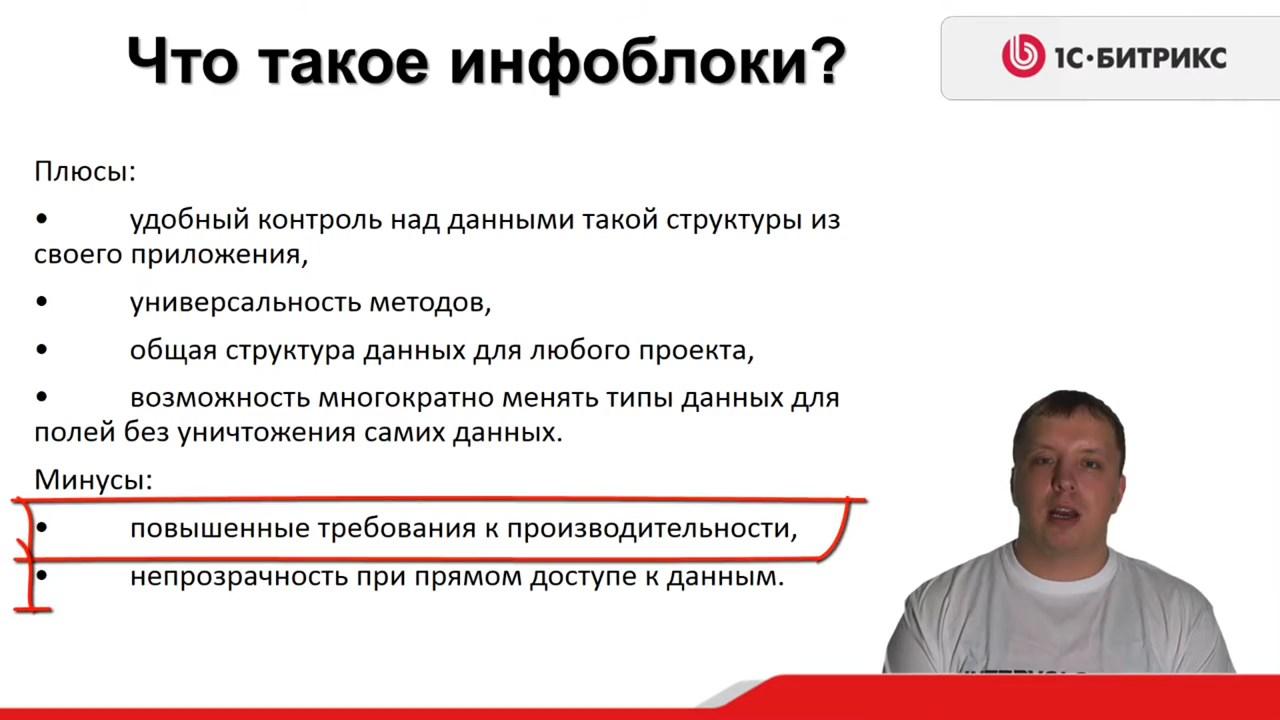 Что такое инфоблоки?
1С·БИТРИКС
Плюсы:
• удобный контроль над данными такой структуры из
своего приложения,
• универсальность методов,
• общая структура данных для любого проекта,
• возможность многократно менять типы данных для
полей без уничтожения самих данных.
Минусы:
• повышенные требования к производительности,
• непрозрачность при прямом доступе к данным.